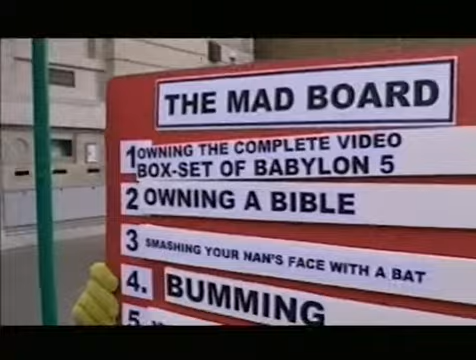 THE MAD BOARD
1 OWNING THE COMPLETE VIDEO
BOX-SET OF BABYLON 5
2 OWNING A BIBLE
3 SMASHING YOUR NAN'S FACE WITH A BAT
4. BUMMING
5.